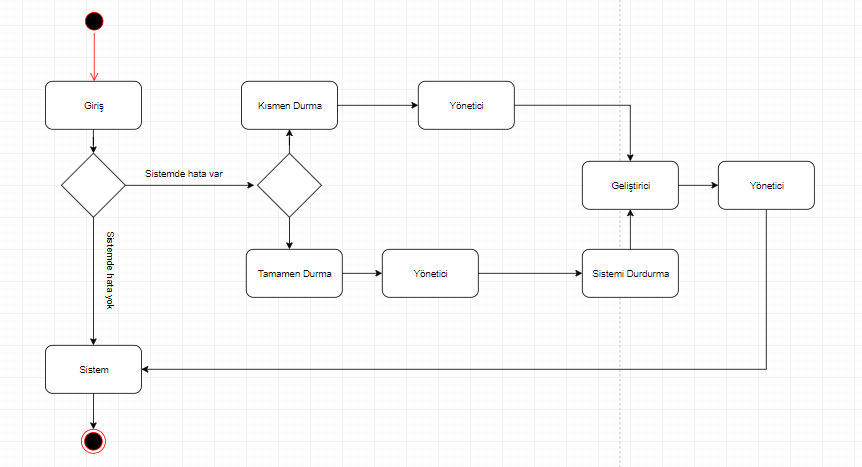 Giriş
Kısmen Durma
Yönetici
Sistemde hata var
Geliştirici
Yönetici
Sistemde hata yok
Tamamen Durma
Yönetici
Sistemi Durdurma
Sistem